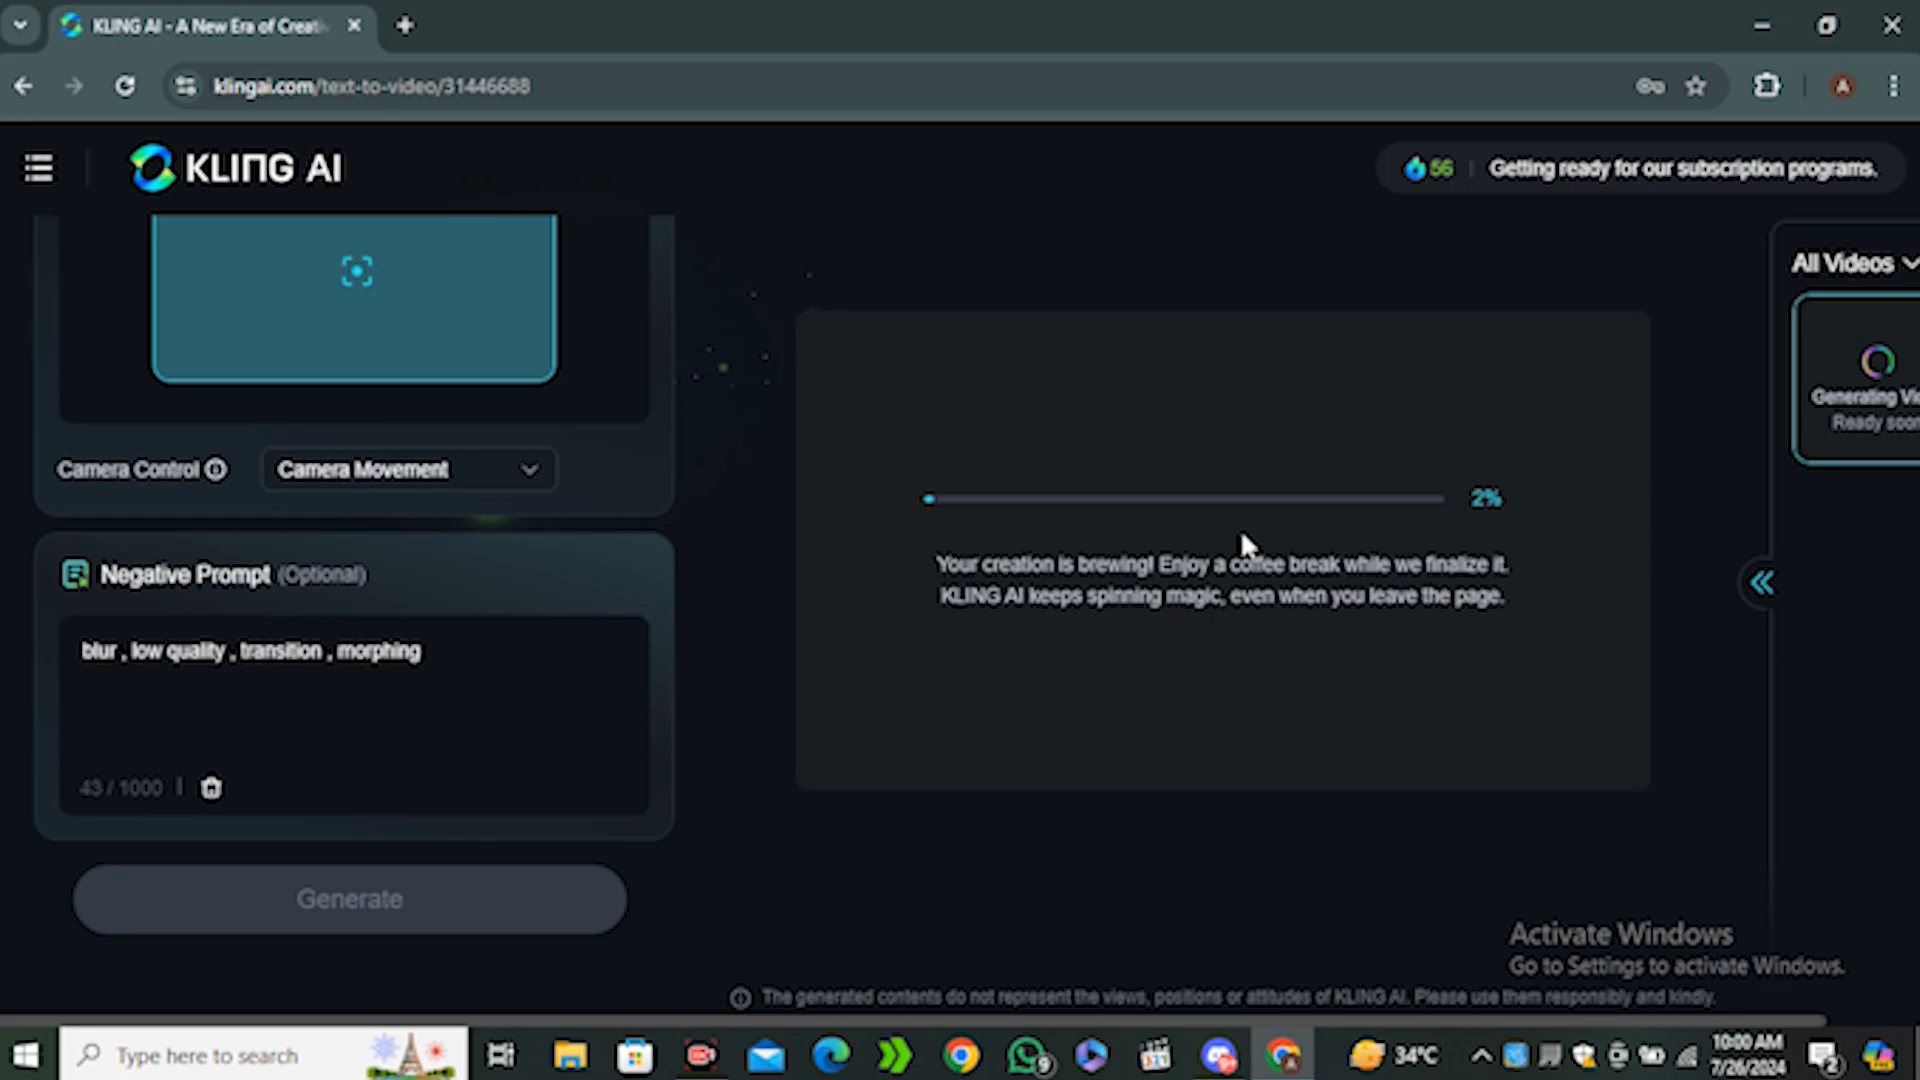 KLING AI - A New Era of Creati
klingai.com/text-to-video/31446688
A
KLING AI
56
Getting ready for our subscription programs.
All Videos
Generating Vi
Ready soon
Camera Control
Camera Movement
2%
Your creation is brewing! Enjoy a coffee break while we finalize it.
KLING AI keeps spinning magic, even when you leave the page.
Negative Prompt (Optional)
blur , low quality , transition , morphing
43 / 1000
Generate
Activate Windows
Go to Settings to activate Windows.
The generated contents do not represent the views, positions or attitudes of KLING AI. Please use them responsibly and kindly.
Type here to search
9
34°C
10:00 AM
7/26/2024
2